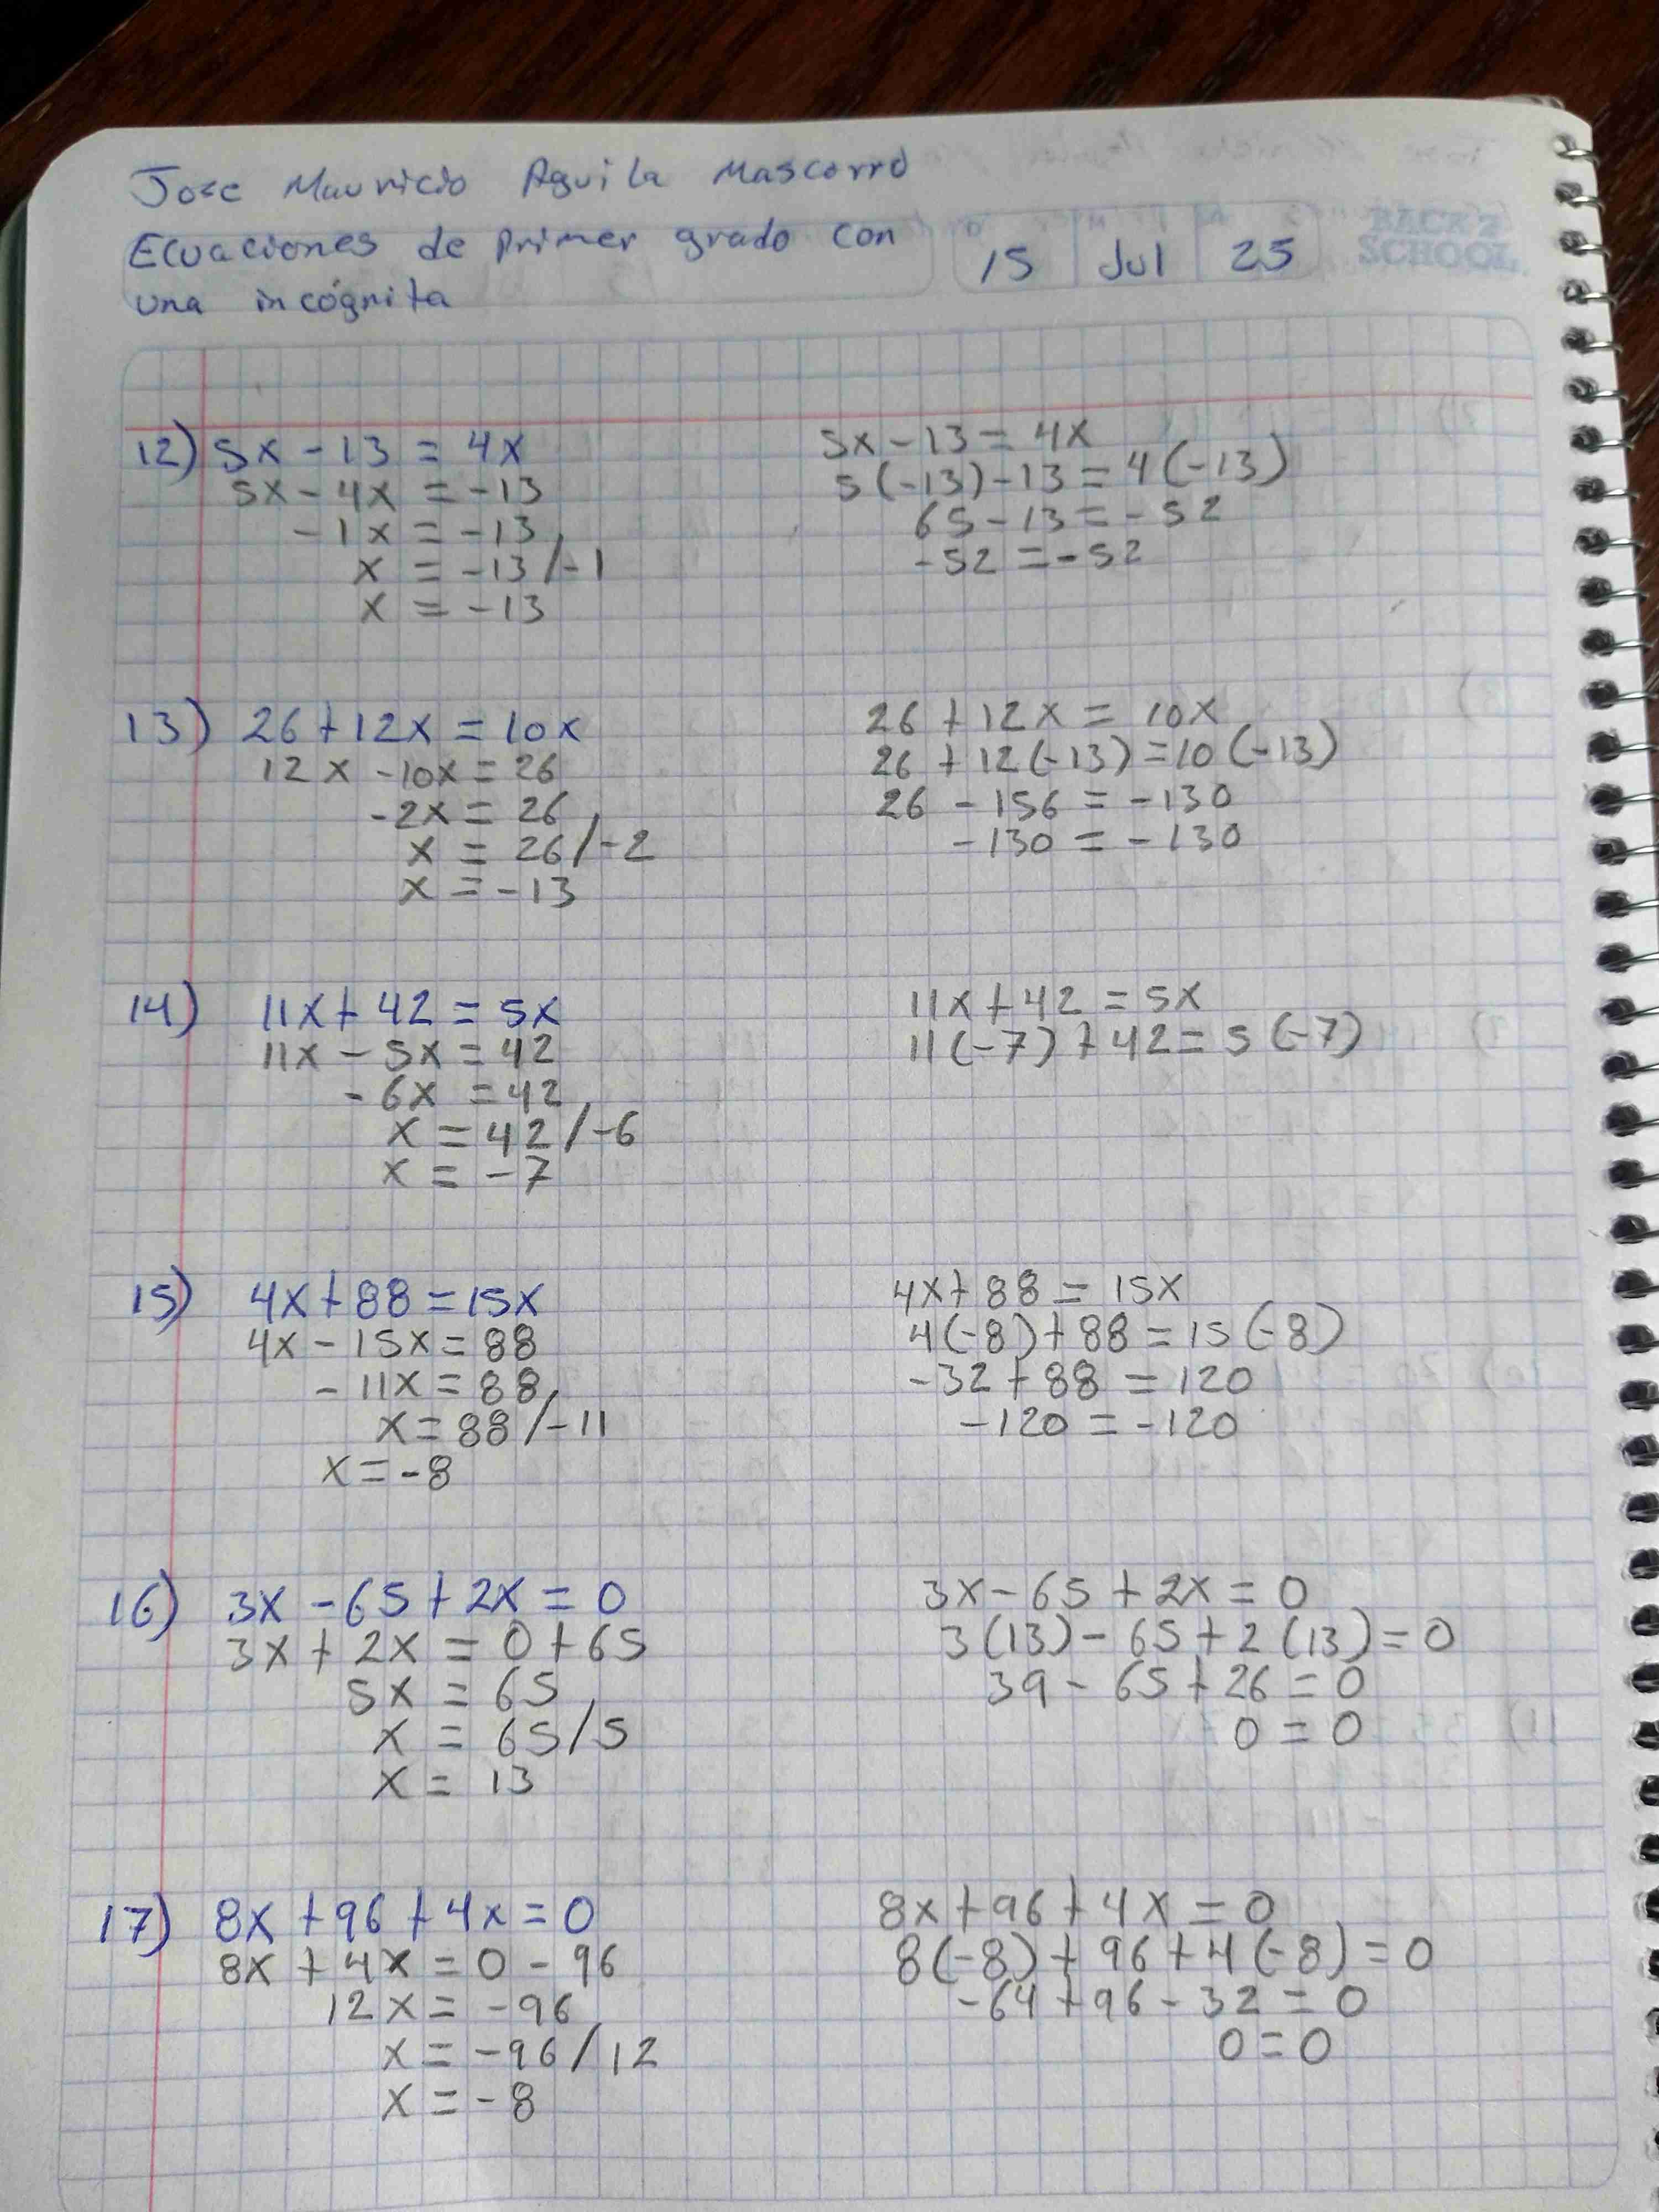 Jose Mauricio Aguila Mascorro
Ecuaciones de primer grado con
una incógnita
15 Jul 25
BACK 2
SCHOOL
12) 5x - 13 = 4x
5x - 4x = -13
-1x = -13
x = -13/-1
x = -13
5x - 13 = 4x
5(-13) - 13 = 4(-13)
65 - 13 = -52
-52 = -52
13) 26 + 12x = 10x
12x - 10x = 26
-2x = 26
x = 26/-2
x = -13
26 + 12x = 10x
26 + 12(-13) = 10(-13)
26 - 156 = -130
-130 = -130
14) 11x + 42 = 5x
11x - 5x = 42
-6x = 42
x = 42/-6
x = -7
11x + 42 = 5x
11(-7) + 42 = 5(-7)
15) 4x + 88 = 15x
4x - 15x = 88
-11x = 88
x = 88/-11
x = -8
4x + 88 = 15x
4(-8) + 88 = 15(-8)
-32 + 88 = 120
-120 = -120
16) 3x - 65 + 2x = 0
3x + 2x = 0 + 65
5x = 65
x = 65/5
x = 13
3x - 65 + 2x = 0
3(13) - 65 + 2(13) = 0
39 - 65 + 26 = 0
0 = 0
17) 8x + 96 + 4x = 0
8x + 4x = 0 - 96
12x = -96
x = -96/12
x = -8
8x + 96 + 4x = 0
8(-8) + 96 + 4(-8) = 0
-64 + 96 - 32 = 0
0 = 0